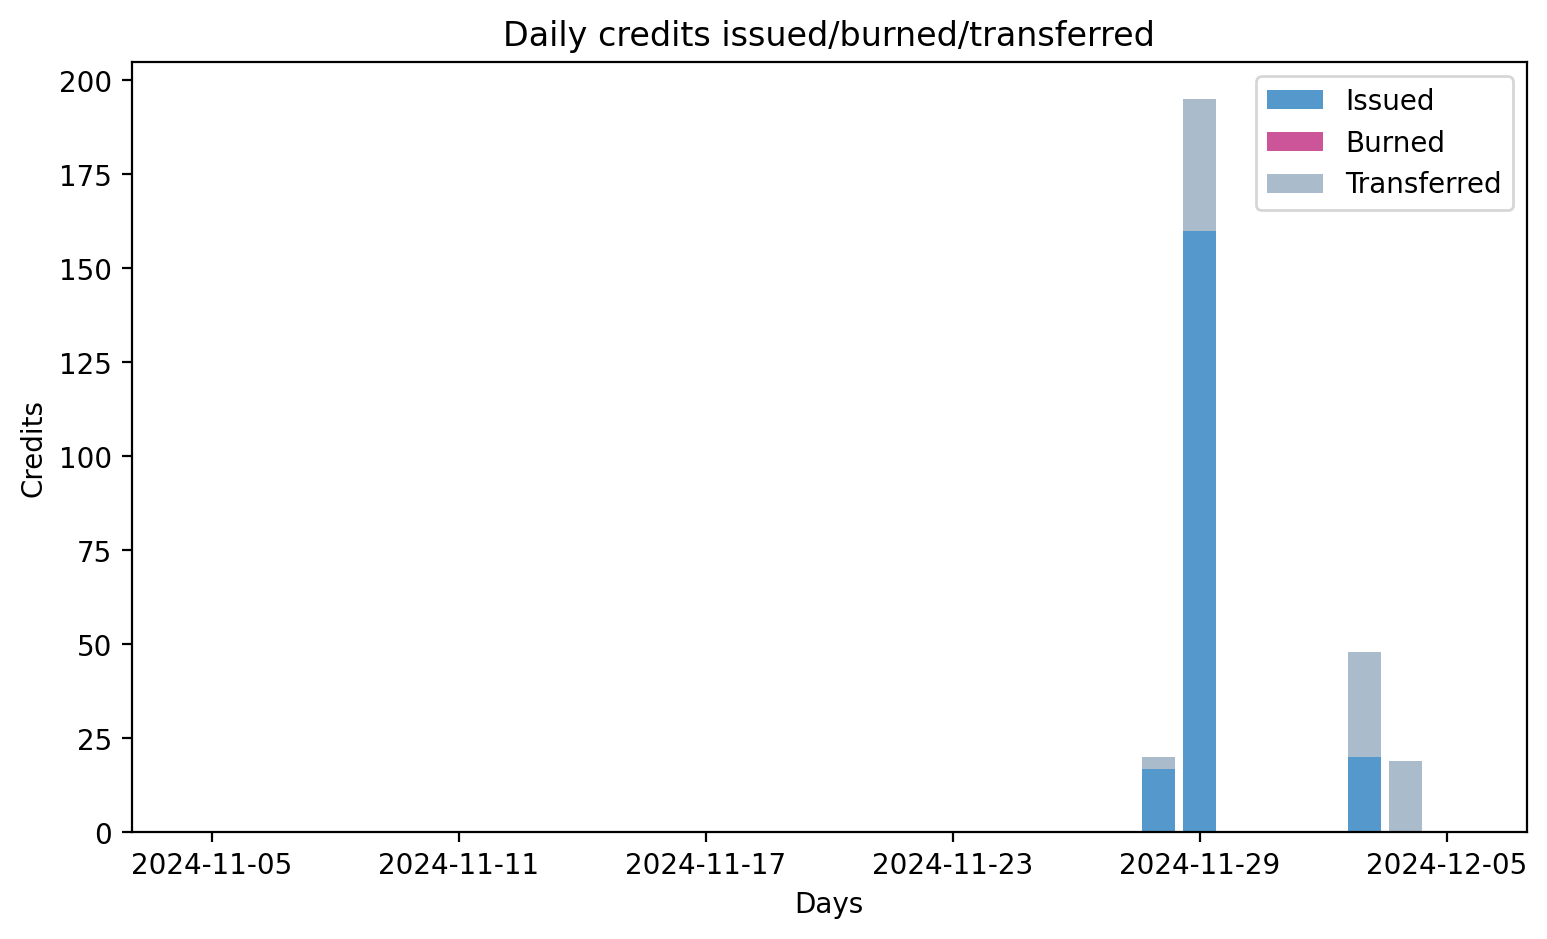 Daily credits issued/burned/transferred
Issued
Burned
Transferred
200
175
150
125
100
75
50
25
0
Credits
2024-11-05 2024-11-11 2024-11-17 2024-11-23 2024-11-29 2024-12-05
Days